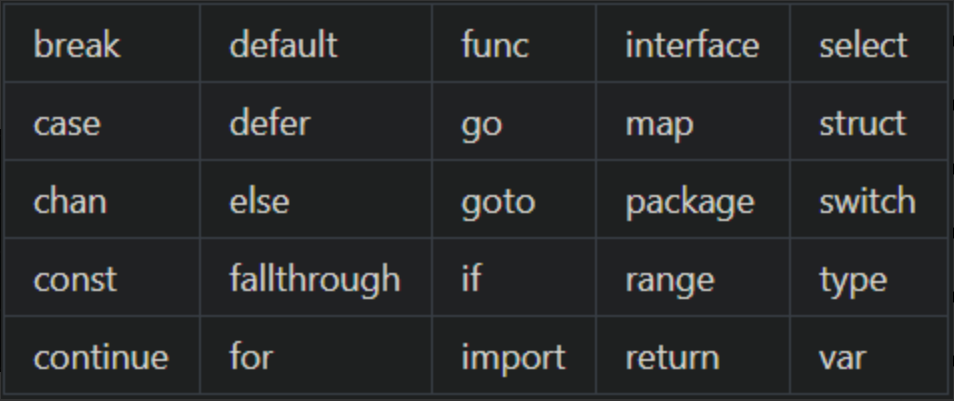 break default func interface select
case defer go map struct
chan else goto package switch
const fallthrough if range type
continue for import return var